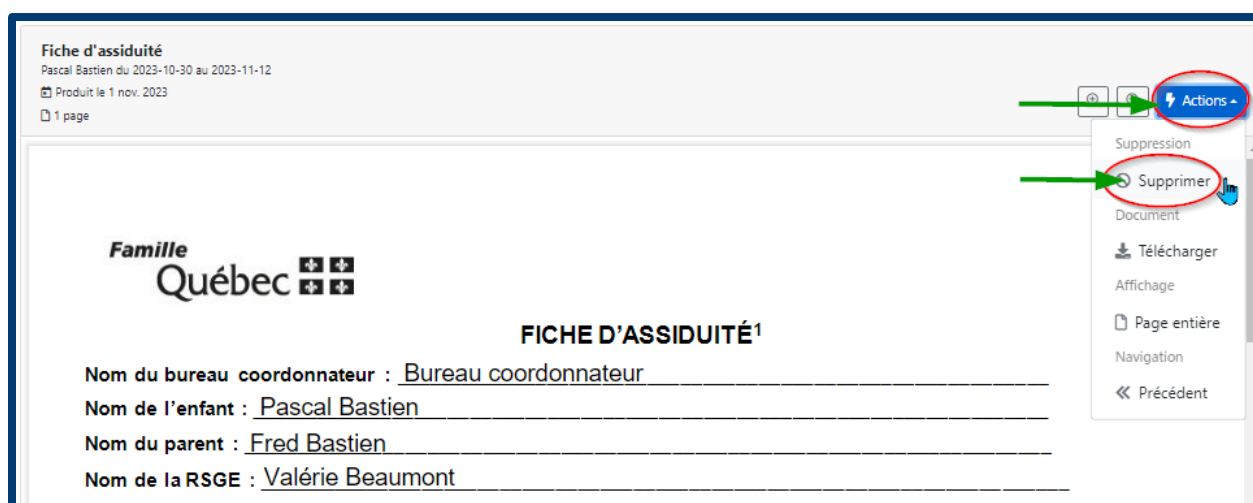 Fiche d'assiduité
Pascal Bastien du 2023-10-30 au 2023-11-12
Produit le 1 nov. 2023
1 page
Actions
Suppression
Supprimer
Document
Télécharger
Affichage
Page entière
Navigation
Précédent
Famille
Québec
FICHE D'ASSIDUITÉ¹
Nom du bureau coordonnateur : Bureau coordonnateur
Nom de l'enfant : Pascal Bastien
Nom du parent : Fred Bastien
Nom de la RSGE : Valérie Beaumont